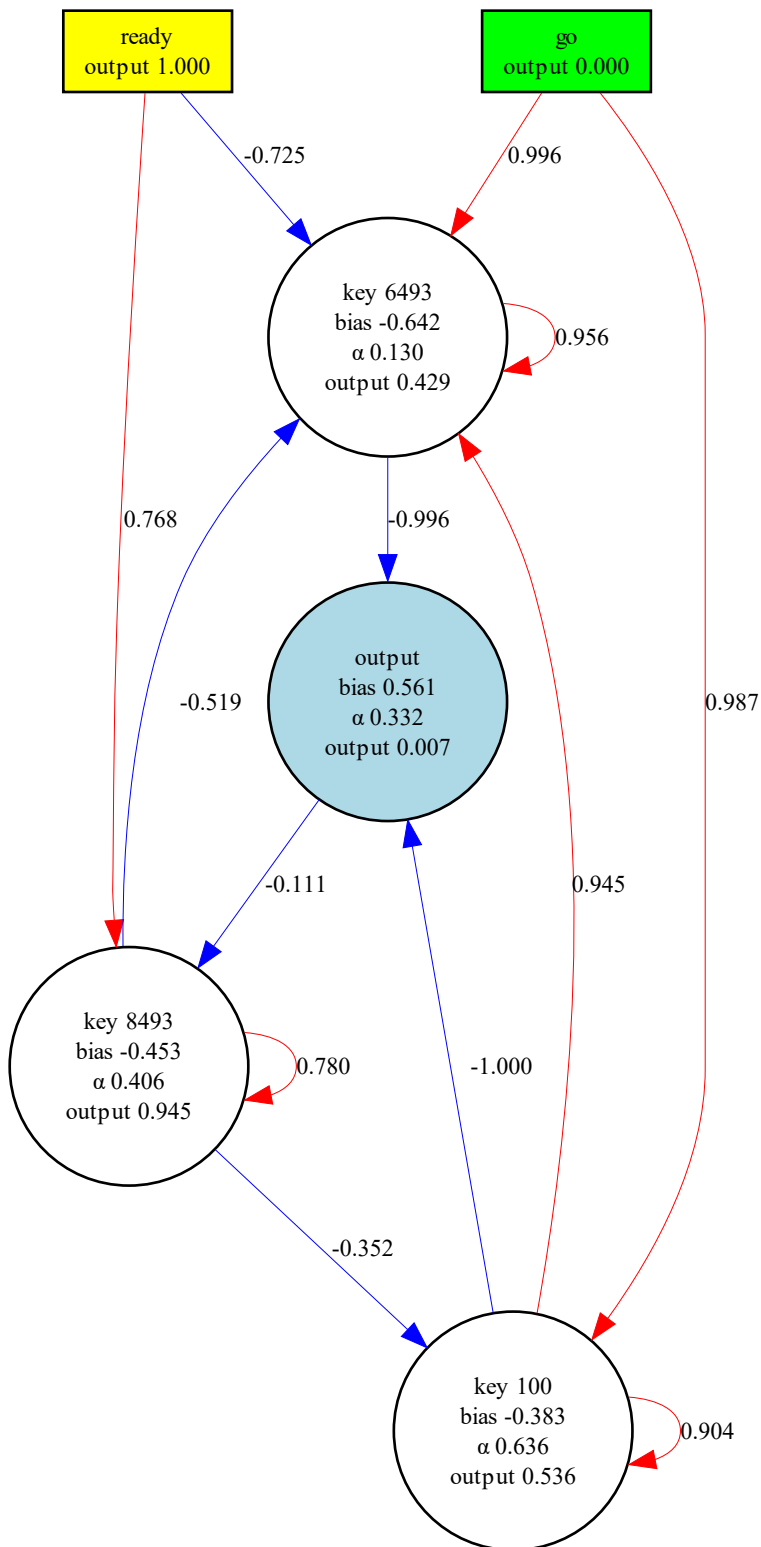 ready
output 1.000
go
output 0.000
-0.725
0.996
key 6493
bias -0.642
α 0.130
output 0.429
0.956
0.768
-0.996
output
bias 0.561
α 0.332
output 0.007
-0.519
0.987
-0.111
0.945
key 8493
bias -0.453
α 0.406
output 0.945
0.780
-1.000
-0.352
key 100
bias -0.383
α 0.636
output 0.536
0.904